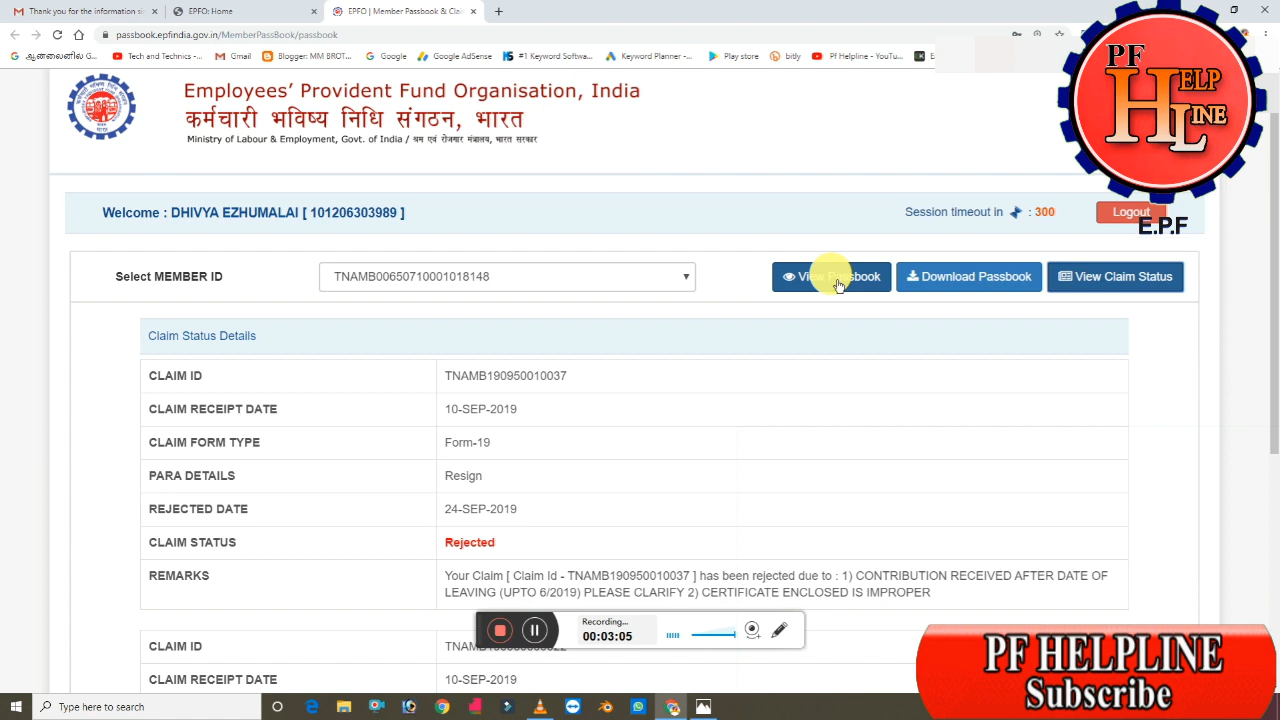 Thank you for the information si
EPFO: Home
EPFO | Member Passbook & Clai
passbook.epfindia.gov.in/MemberPassBook/passbook
Tech and Technics -...
Gmail
Blogger: MM BROT...
Google
Google AdSense
#1 Keyword Softwa...
Keyword Planner -...
Play store
bitly
Pf Helpline - YouTu...
PF
HELP
LINE
E.P.F
Employees' Provident Fund Organisation, India
कर्मचारी भविष्य निधि संगठन, भारत
Ministry of Labour & Employment, Govt. of India / श्रम एवं रोजगार मंत्रालय, भारत सरकार
Welcome : DHIVYA EZHUMALAI [ 101206303989 ]
Session timeout in : 300
Logout
Select MEMBER ID
TNAMB00650710001018148
View Passbook
Download Passbook
View Claim Status
Claim Status Details
CLAIM ID TNAMB190950010037
CLAIM RECEIPT DATE 10-SEP-2019
CLAIM FORM TYPE Form-19
PARA DETAILS Resign
REJECTED DATE 24-SEP-2019
CLAIM STATUS Rejected
REMARKS Your Claim [ Claim Id - TNAMB190950010037 ] has been rejected due to : 1) CONTRIBUTION RECEIVED AFTER DATE OF
LEAVING (UPTO 6/2019) PLEASE CLARIFY 2) CERTIFICATE ENCLOSED IS IMPROPER
Recording...
00:03:05
CLAIM ID
CLAIM RECEIPT DATE 10-SEP-2019
PF HELPLINE
Subscribe
Type here to search